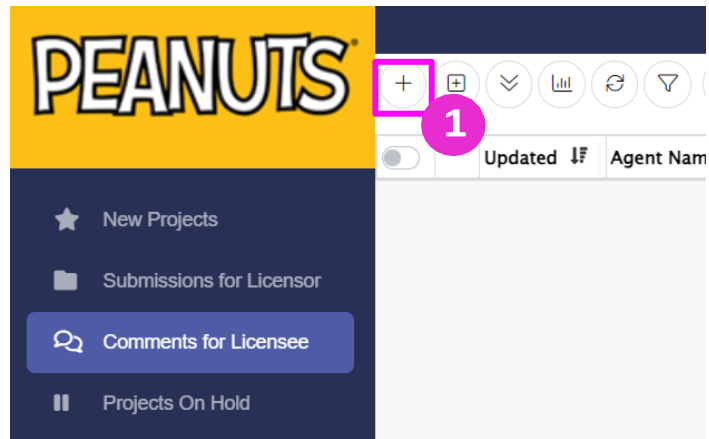 PEANUTS
1
Updated
Agent Nam
New Projects
Submissions for Licensor
Comments for Licensee
Projects On Hold